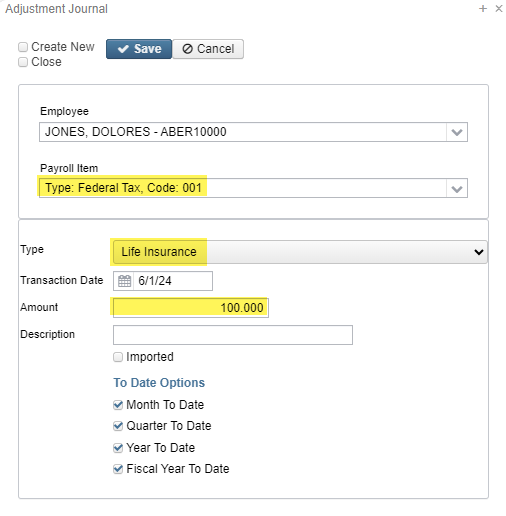 Adjustment Journal
Create New
Close
Save
Cancel
Employee
JONES, DOLORES - ABER10000
Payroll Item
Type: Federal Tax, Code: 001
Type
Life Insurance
Transaction Date
6/1/24
Amount
100.000
Description
Imported
To Date Options
Month To Date
Quarter To Date
Year To Date
Fiscal Year To Date